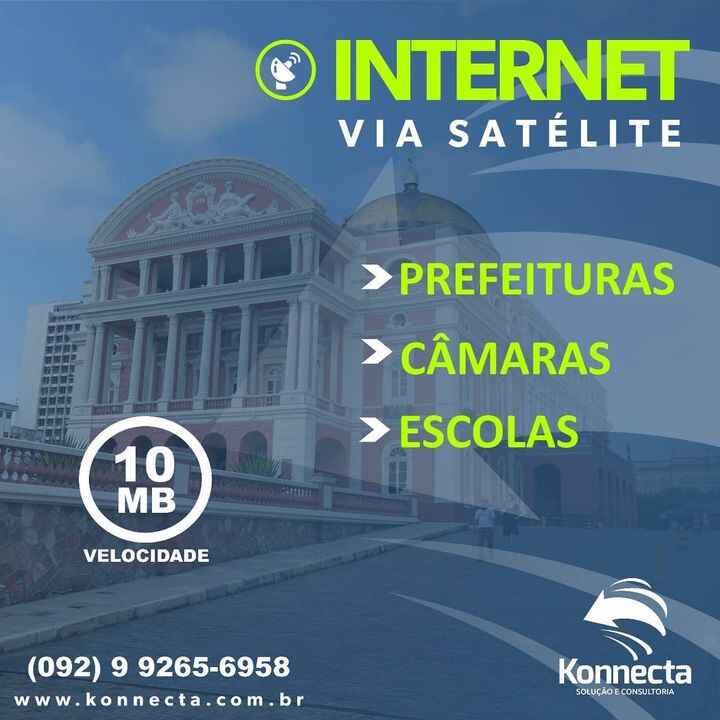 INTERNET
VIA SATÉLITE
PREFEITURAS
CÂMARAS
ESCOLAS
10
MB
VELOCIDADE
(092) 9 9265-6958
www.konnecta.com.br
Konnecta
SOLUÇÃO E CONSULTORIA